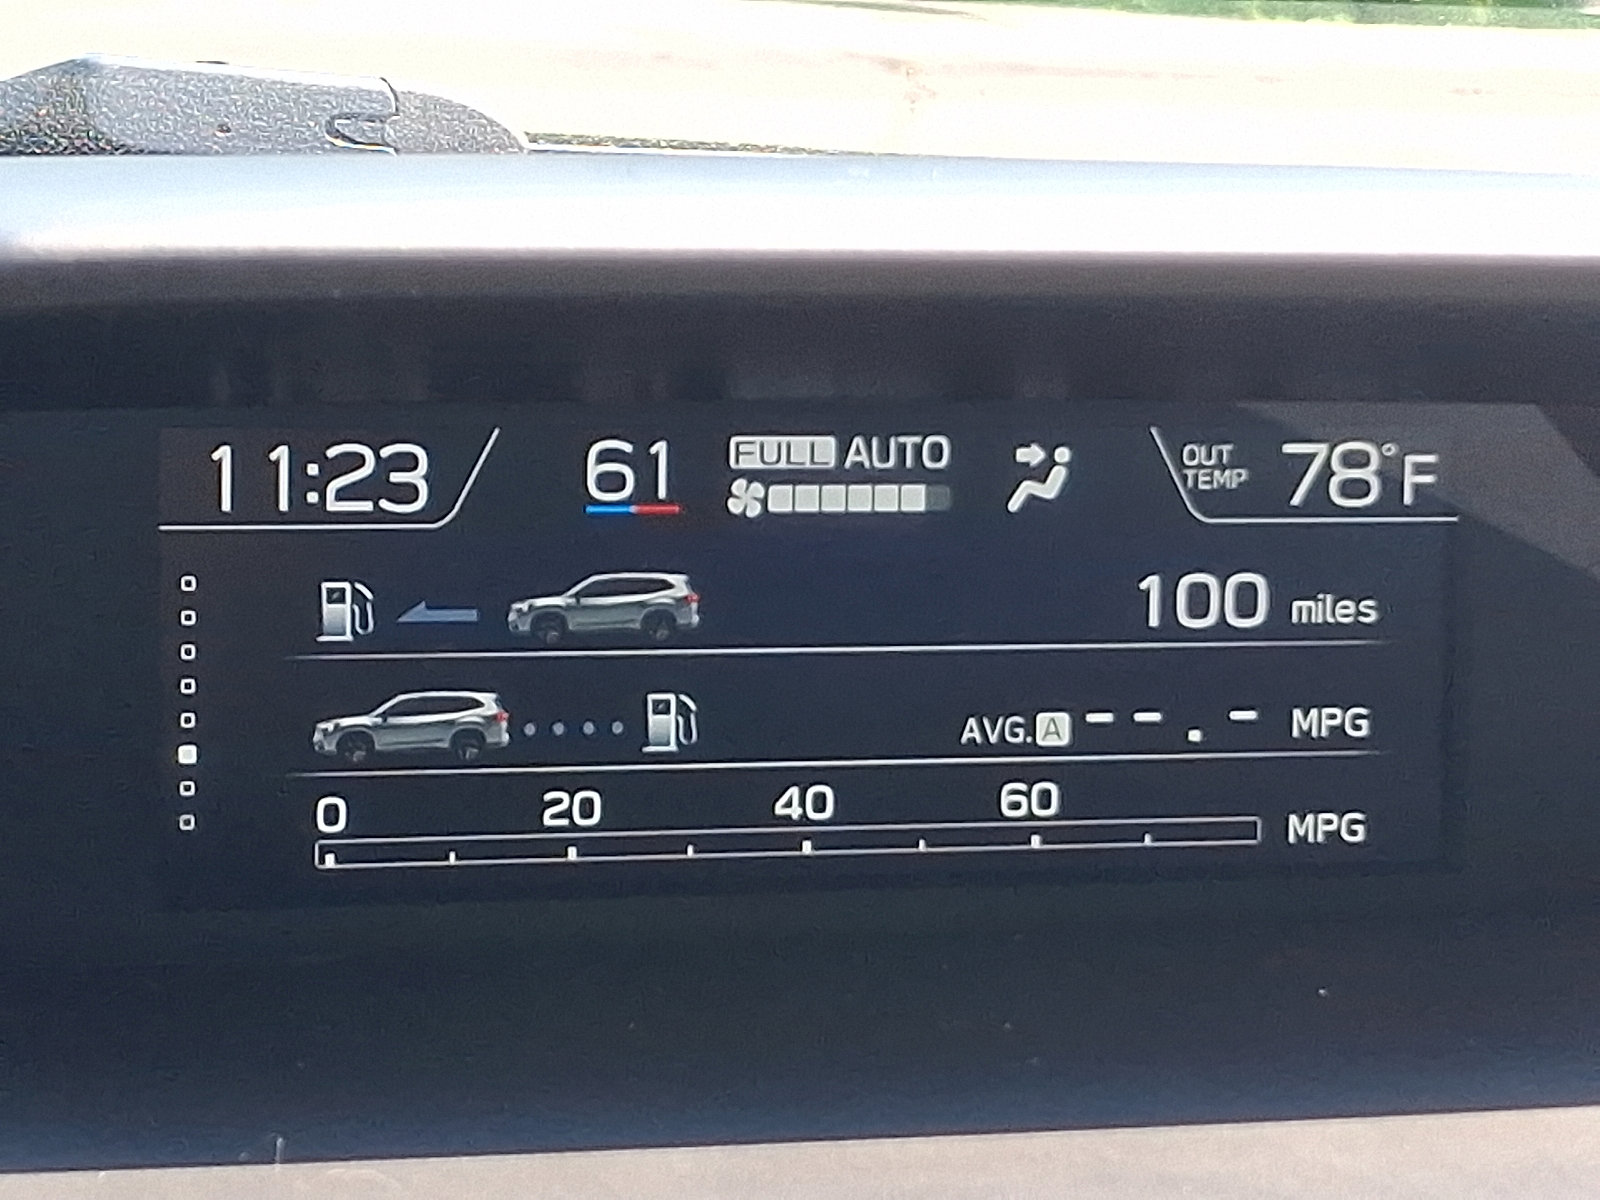 11:23
61
FULL AUTO
OUT TEMP 78°F
100 miles
AVG. A --.- MPG
0 20 40 60
MPG